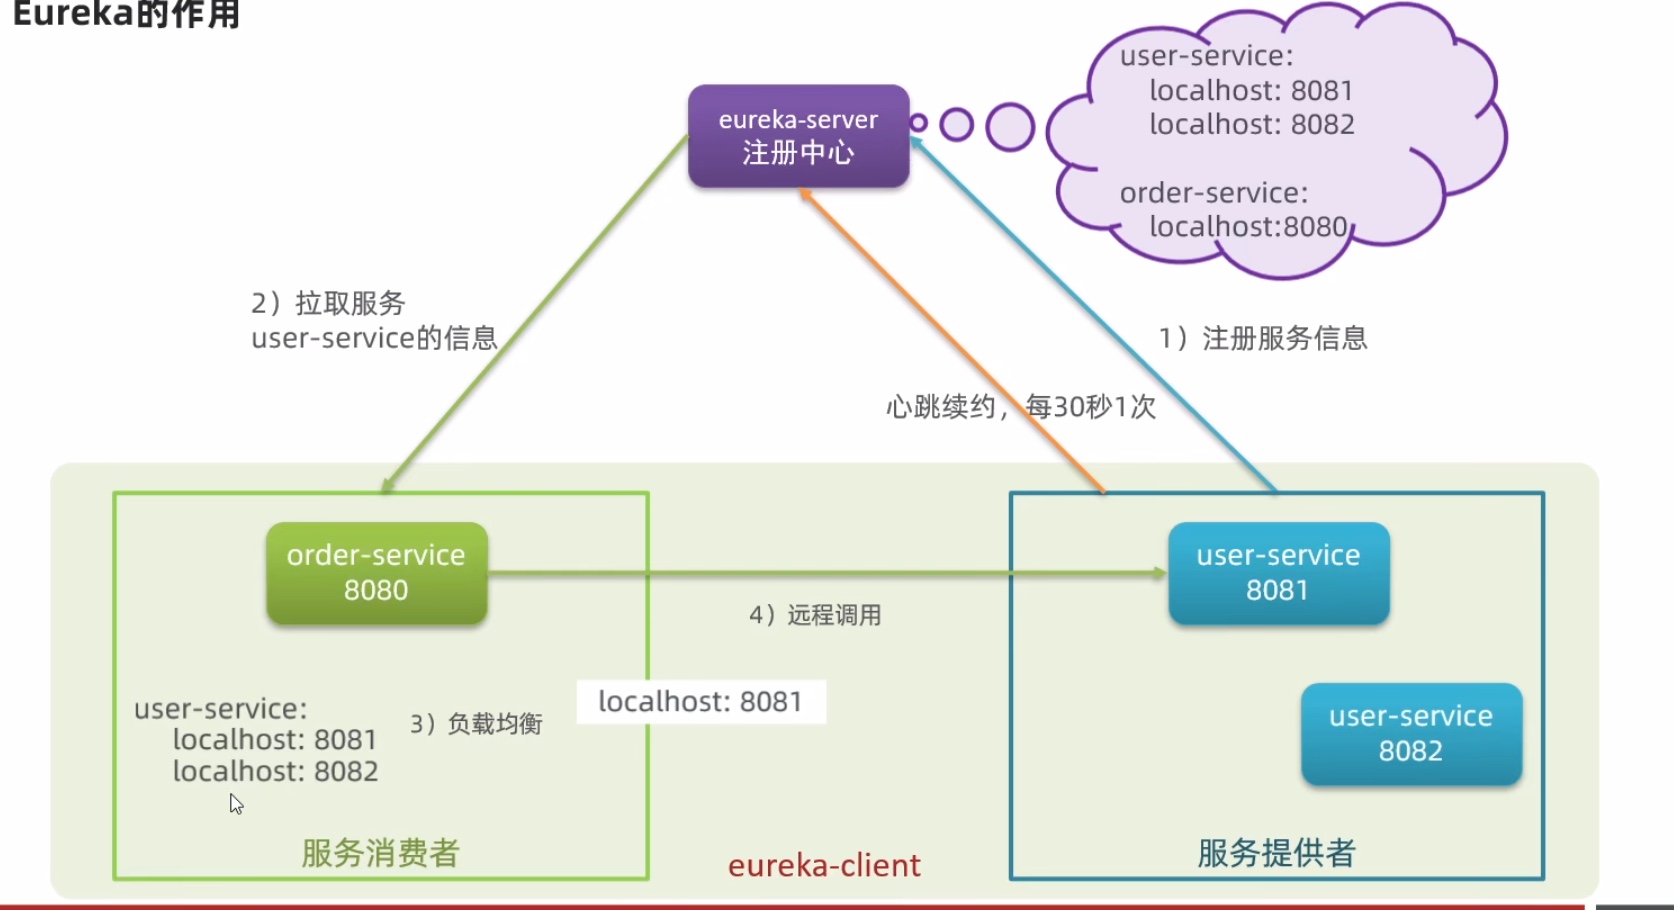 Eureka的作用
eureka-server
注册中心
user-service:
localhost: 8081
localhost: 8082
order-service:
localhost:8080
2）拉取服务
user-service的信息
1）注册服务信息
心跳续约，每30秒1次
order-service
8080
user-service
8081
4）远程调用
user-service:
localhost: 8081
localhost: 8082
3）负载均衡
localhost: 8081
user-service
8082
服务消费者
eureka-client
服务提供者